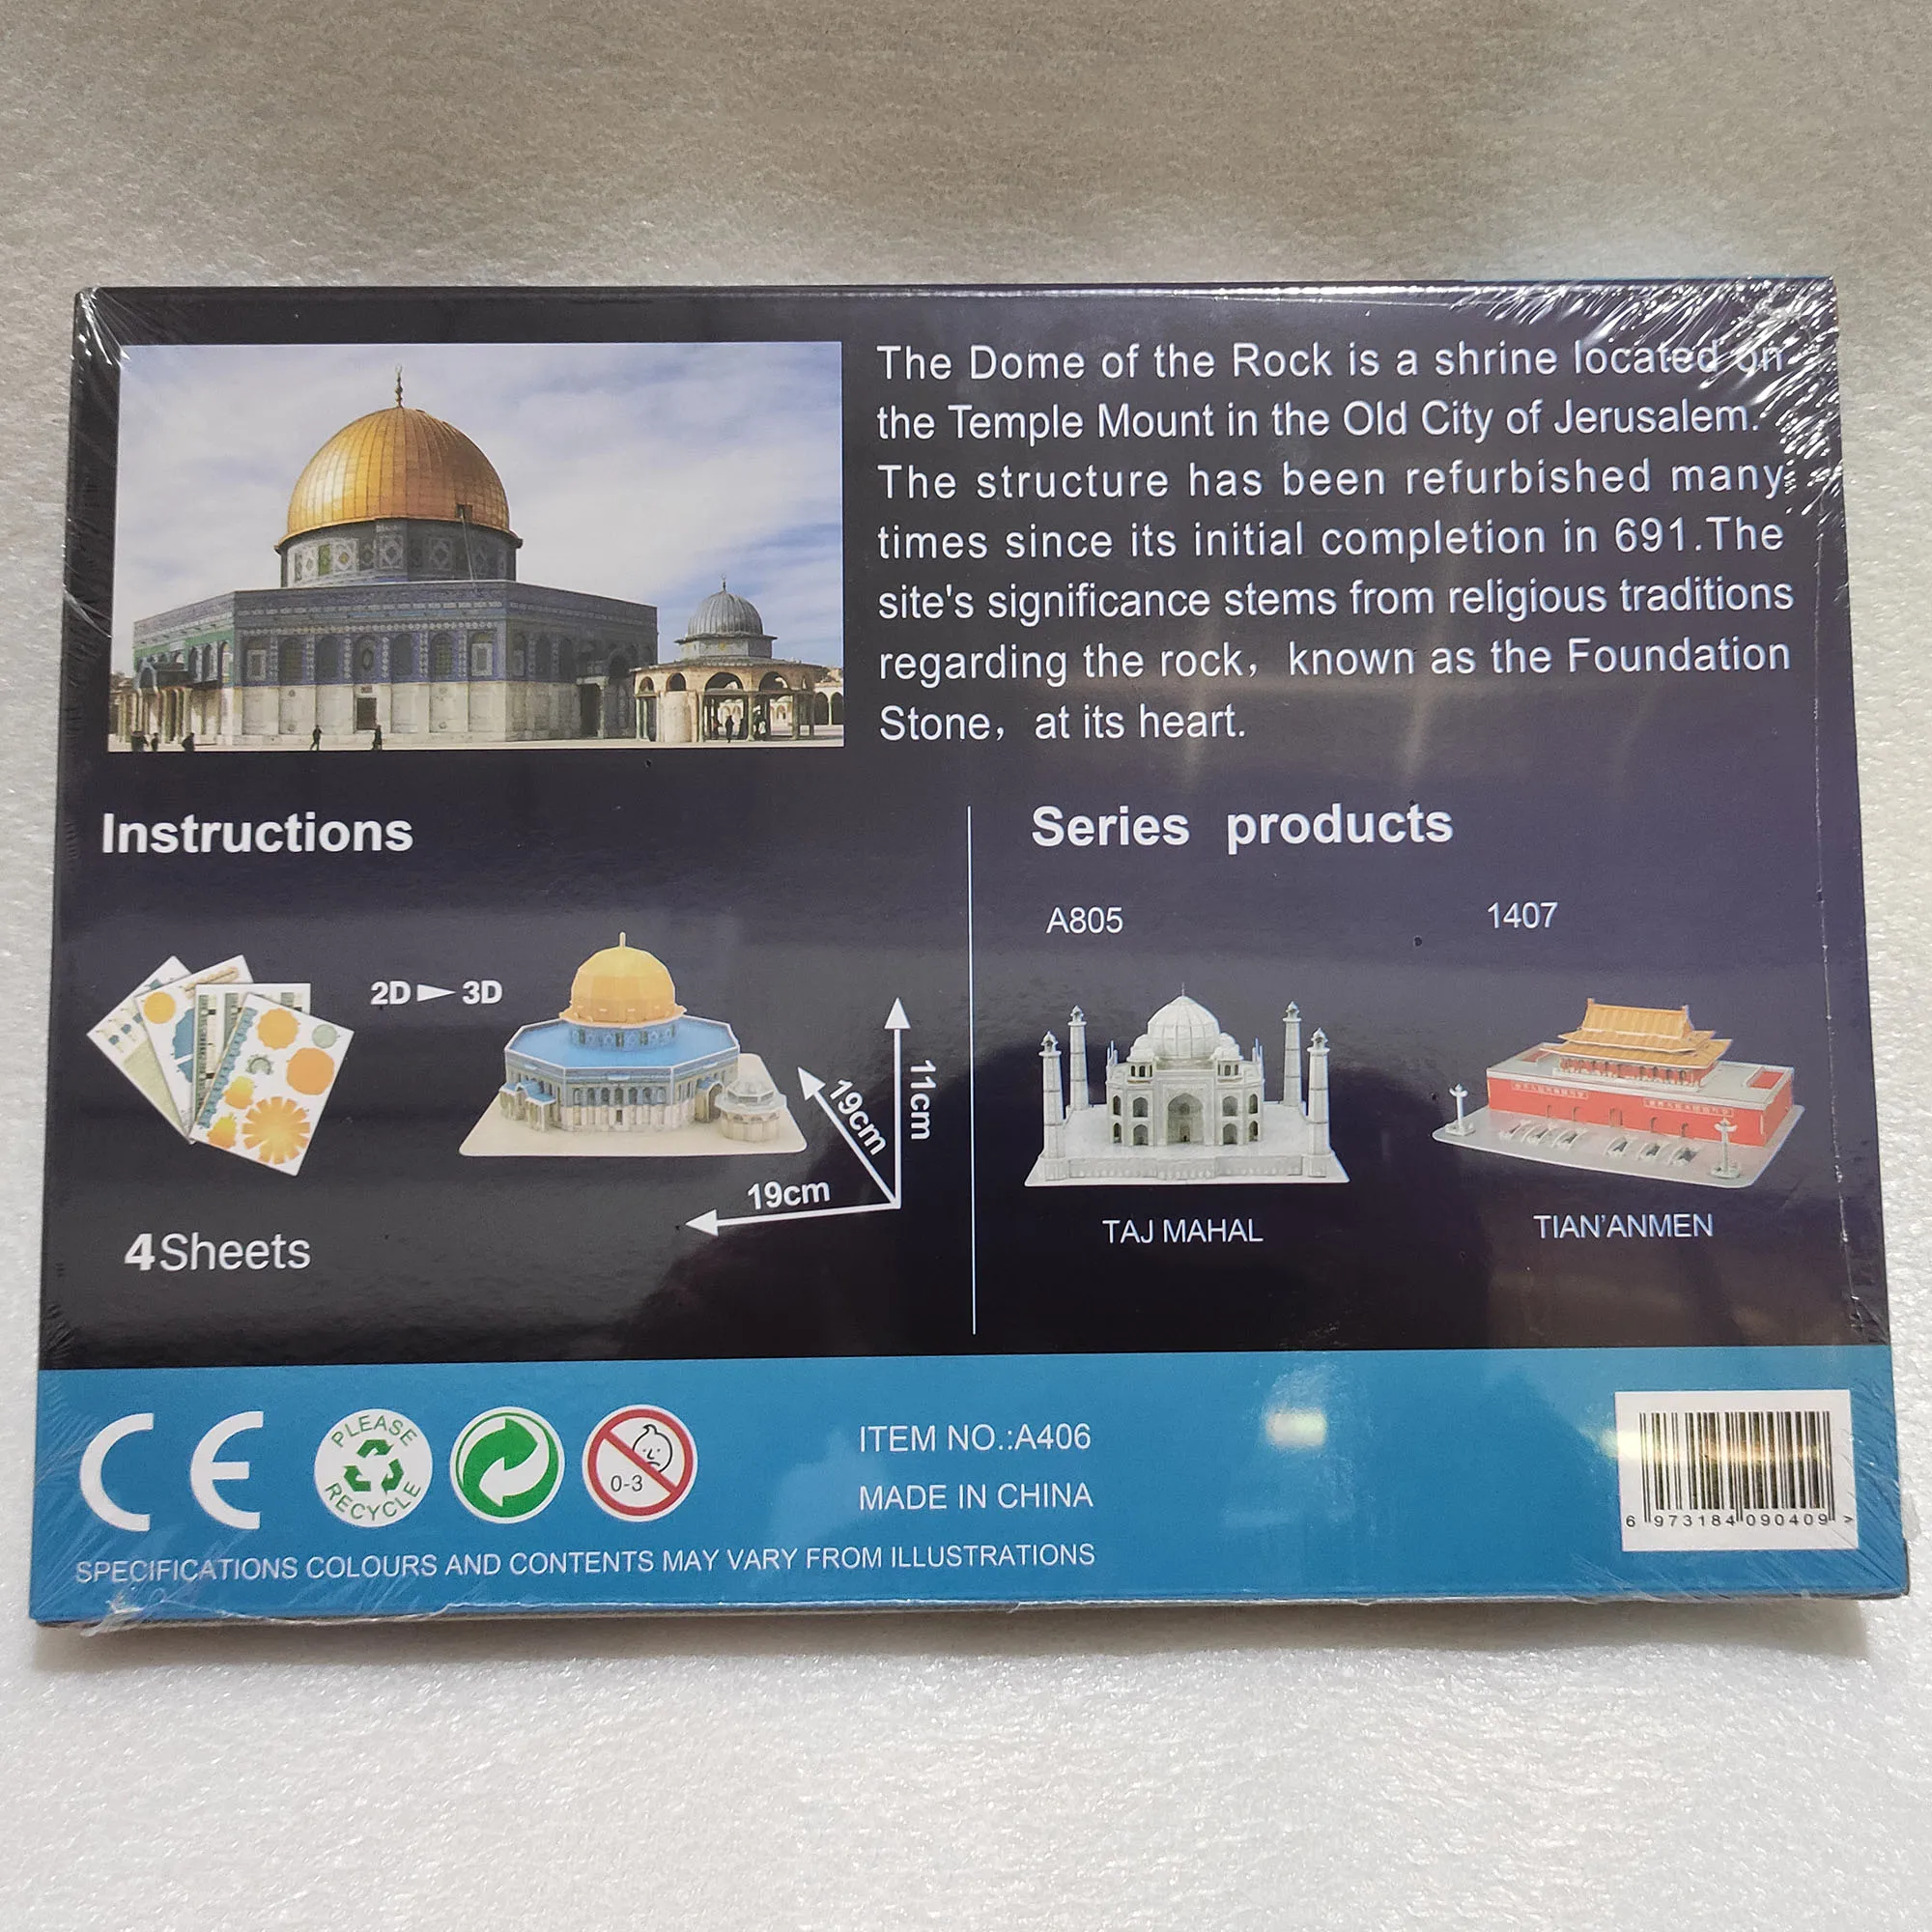 The Dome of the Rock is a shrine located on
the Temple Mount in the Old City of Jerusalem.
The structure has been refurbished many
times since its initial completion in 691.The
site's significance stems from religious traditions
regarding the rock， known as the Foundation
Stone， at its heart.
Instructions
2D 3D
11cm
19cm
19cm
4Sheets
Series products
A805
1407
TAJ MAHAL
TIAN’ANMEN
CE
PLEASE
RECYCLE
0-3
ITEM NO.:A406
MADE IN CHINA
SPECIFICATIONS COLOURS AND CONTENTS MAY VARY FROM ILLUSTRATIONS
6 973184 090409 >